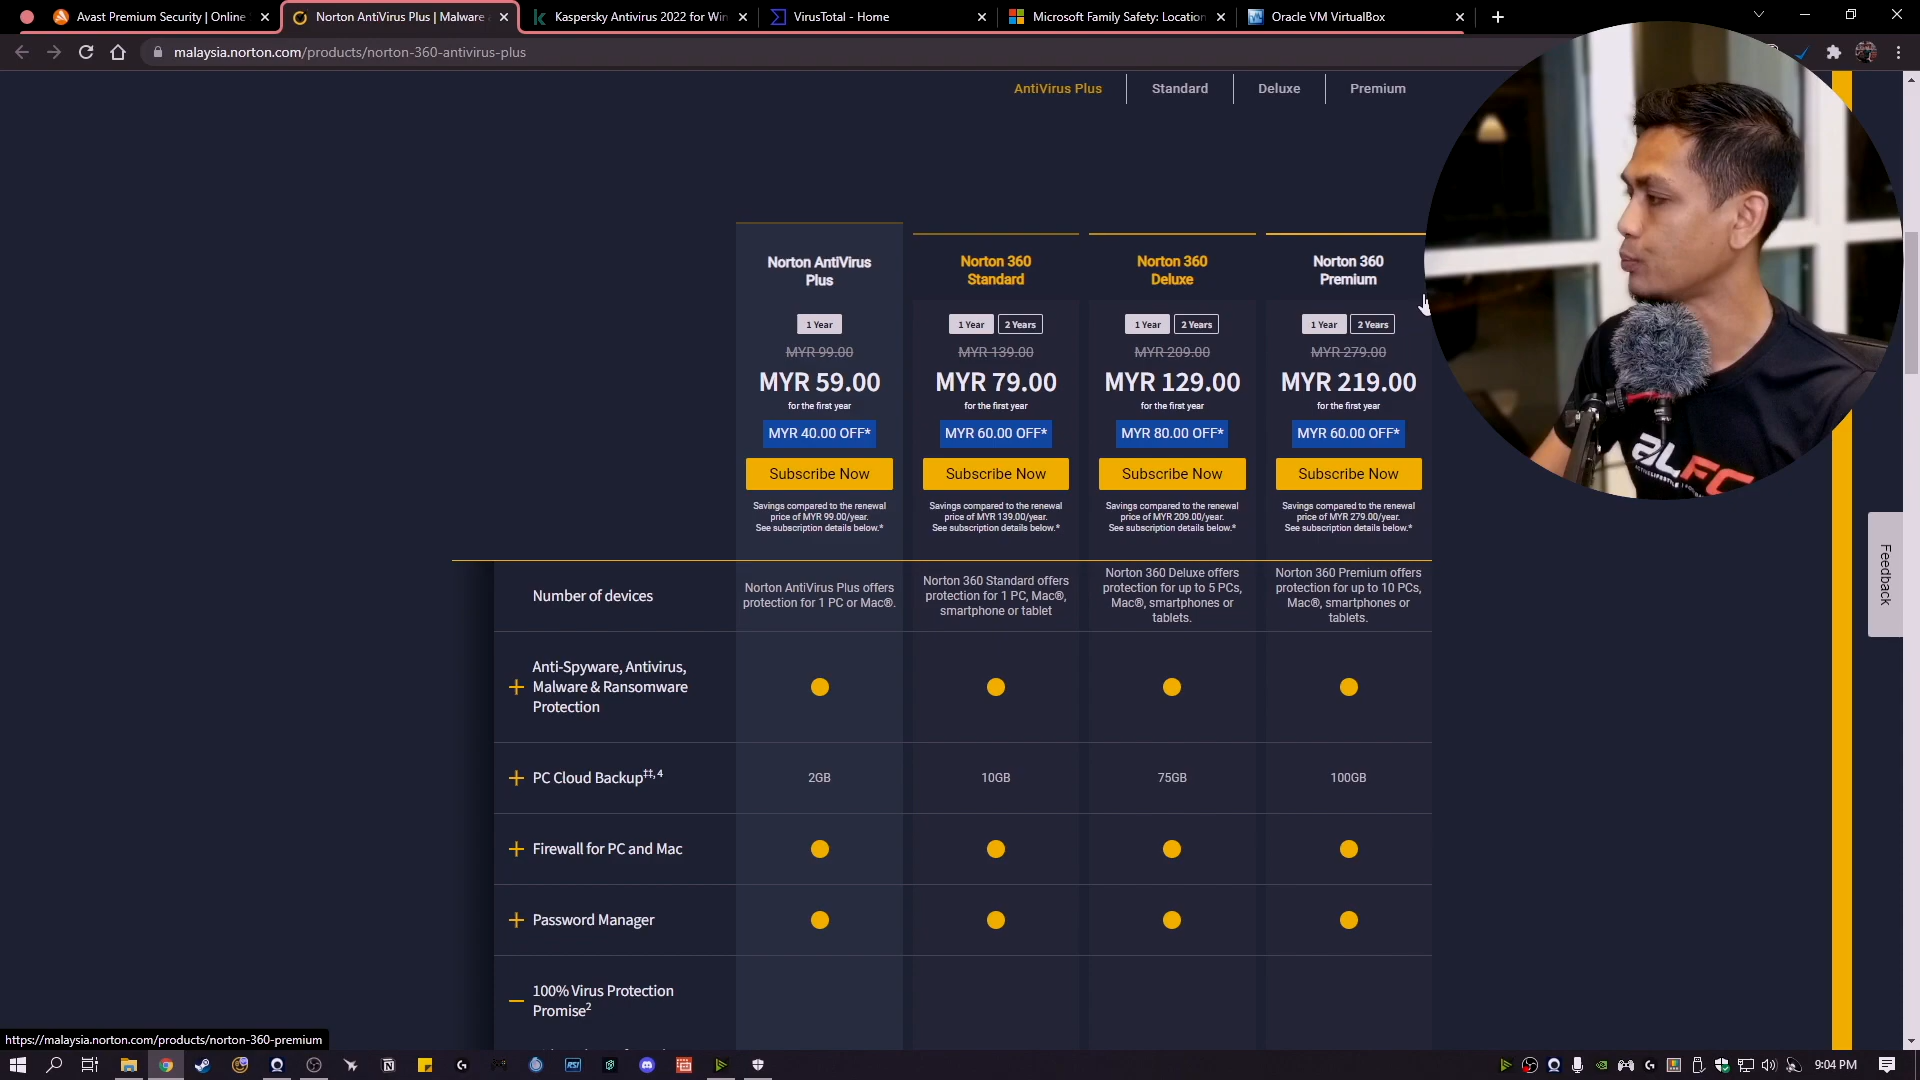 Avast Premium Security | Online
Norton AntiVirus Plus | Malware
Kaspersky Antivirus 2022 for Win
VirusTotal - Home
Microsoft Family Safety: Location
Oracle VM VirtualBox
malaysia.norton.com/products/norton-360-antivirus-plus
AntiVirus Plus
Standard
Deluxe
Premium
Norton AntiVirus
Plus
Norton 360
Standard
Norton 360
Deluxe
Norton 360
Premium
1 Year
1 Year
2 Years
1 Year
2 Years
1 Year
2 Years
MYR 99.00
MYR 139.00
MYR 209.00
MYR 279.00
MYR 59.00
MYR 79.00
MYR 129.00
MYR 219.00
for the first year
for the first year
for the first year
for the first year
MYR 40.00 OFF*
MYR 60.00 OFF*
MYR 80.00 OFF*
MYR 60.00 OFF*
Subscribe Now
Subscribe Now
Subscribe Now
Subscribe Now
Savings compared to the renewal
price of MYR 99.00/year.
See subscription details below.*
Savings compared to the renewal
price of MYR 139.00/year.
See subscription details below.*
Savings compared to the renewal
price of MYR 209.00/year.
See subscription details below.*
Savings compared to the renewal
price of MYR 279.00/year.
See subscription details below.*
Feedback
Number of devices
Norton AntiVirus Plus offers
protection for 1 PC or Mac®.
Norton 360 Standard offers
protection for 1 PC, Mac®,
smartphone or tablet
Norton 360 Deluxe offers
protection for up to 5 PCs,
Mac®, smartphones or
tablets.
Norton 360 Premium offers
protection for up to 10 PCs,
Mac®, smartphones or
tablets.
Anti-Spyware, Antivirus,
Malware & Ransomware
Protection
PC Cloud Backup‡‡, 4
2GB
10GB
75GB
100GB
Firewall for PC and Mac
Password Manager
100% Virus Protection
Promise2
https://malaysia.norton.com/products/norton-360-premium
9:04 PM